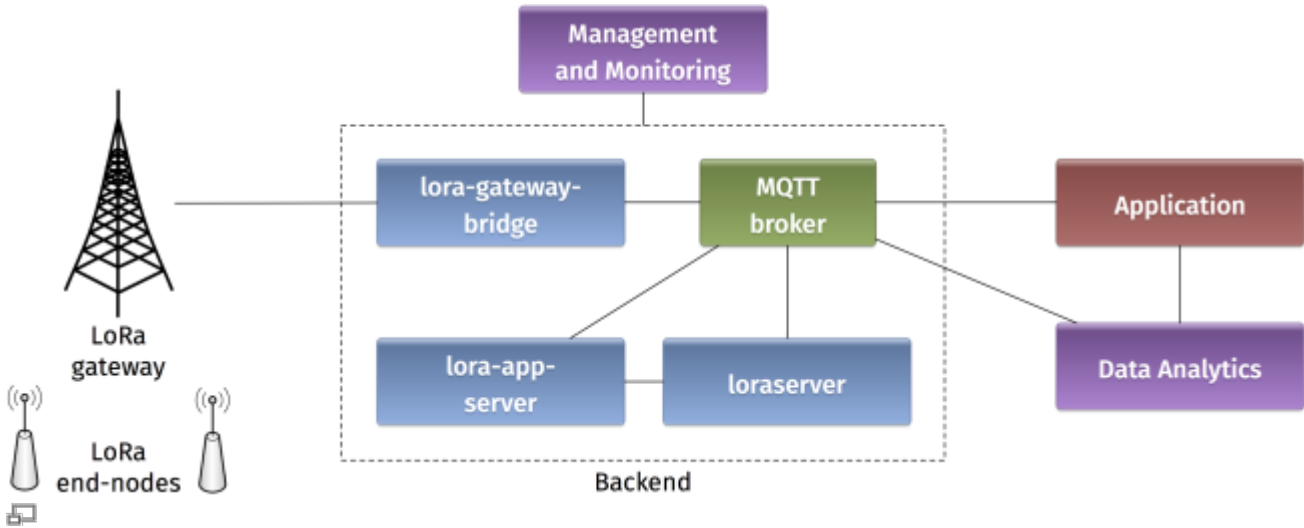 Management
and Monitoring
lora-gateway-
bridge
MQTT
broker
Application
LoRa
gateway
lora-app-
server
loraserver
Data Analytics
LoRa
end-nodes
Backend